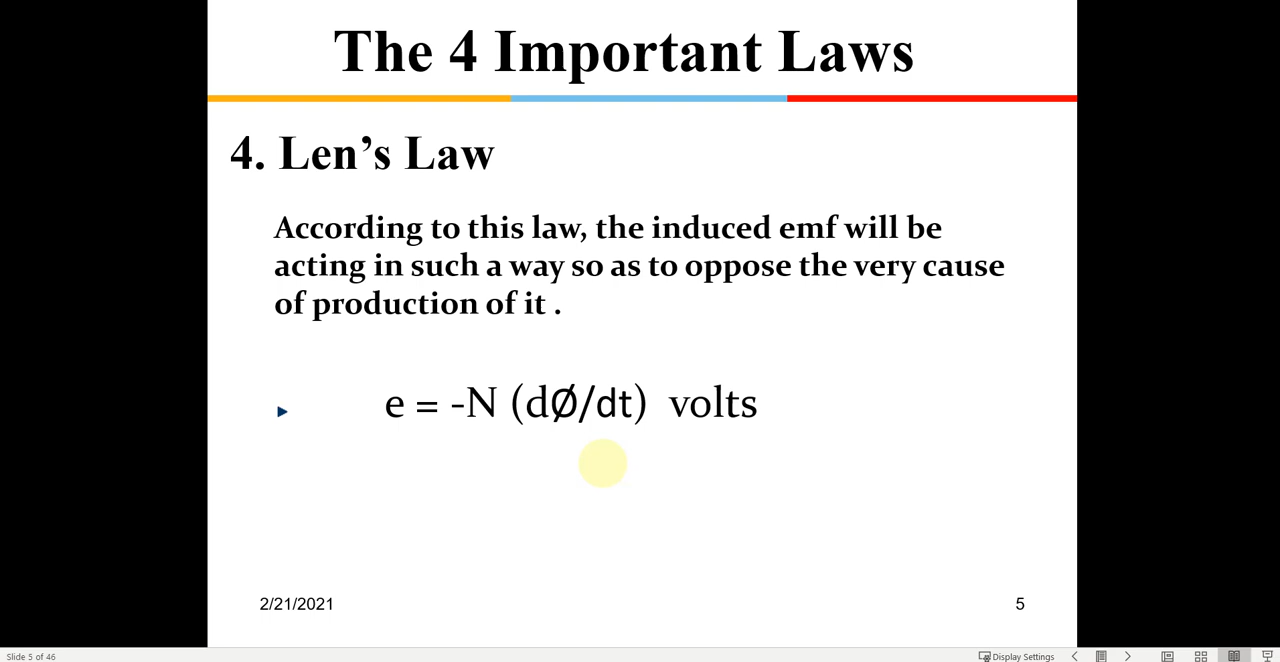 The 4 Important Laws
4. Len’s Law
According to this law, the induced emf will be
acting in such a way so as to oppose the very cause
of production of it .
e = -N (dØ/dt) volts
2/21/2021
5
Slide 5 of 46
Display Settings